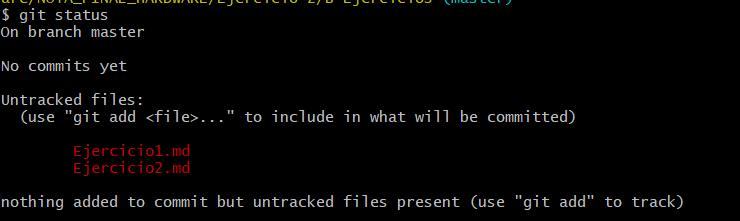 $ git status
On branch master
No commits yet
Untracked files:
(use "git add <file>..." to include in what will be committed)
Ejercicio1.md
Ejercicio2.md
nothing added to commit but untracked files present (use "git add" to track)